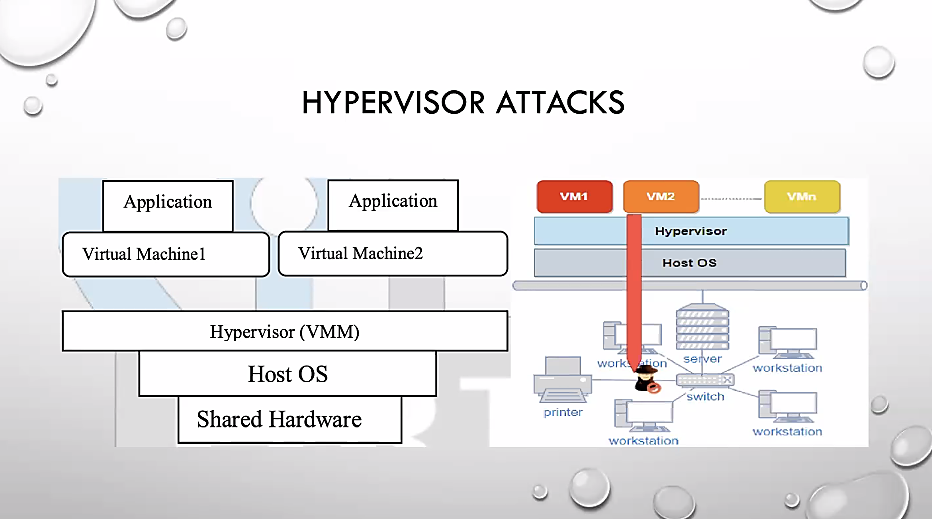 HYPERVISOR ATTACKS
Application
Application
Virtual Machine1
Virtual Machine2
Hypervisor (VMM)
Host OS
Shared Hardware
VM1
VM2
VMn
Hypervisor
Host OS
workstation
server
workstation
printer
switch
workstation
workstation